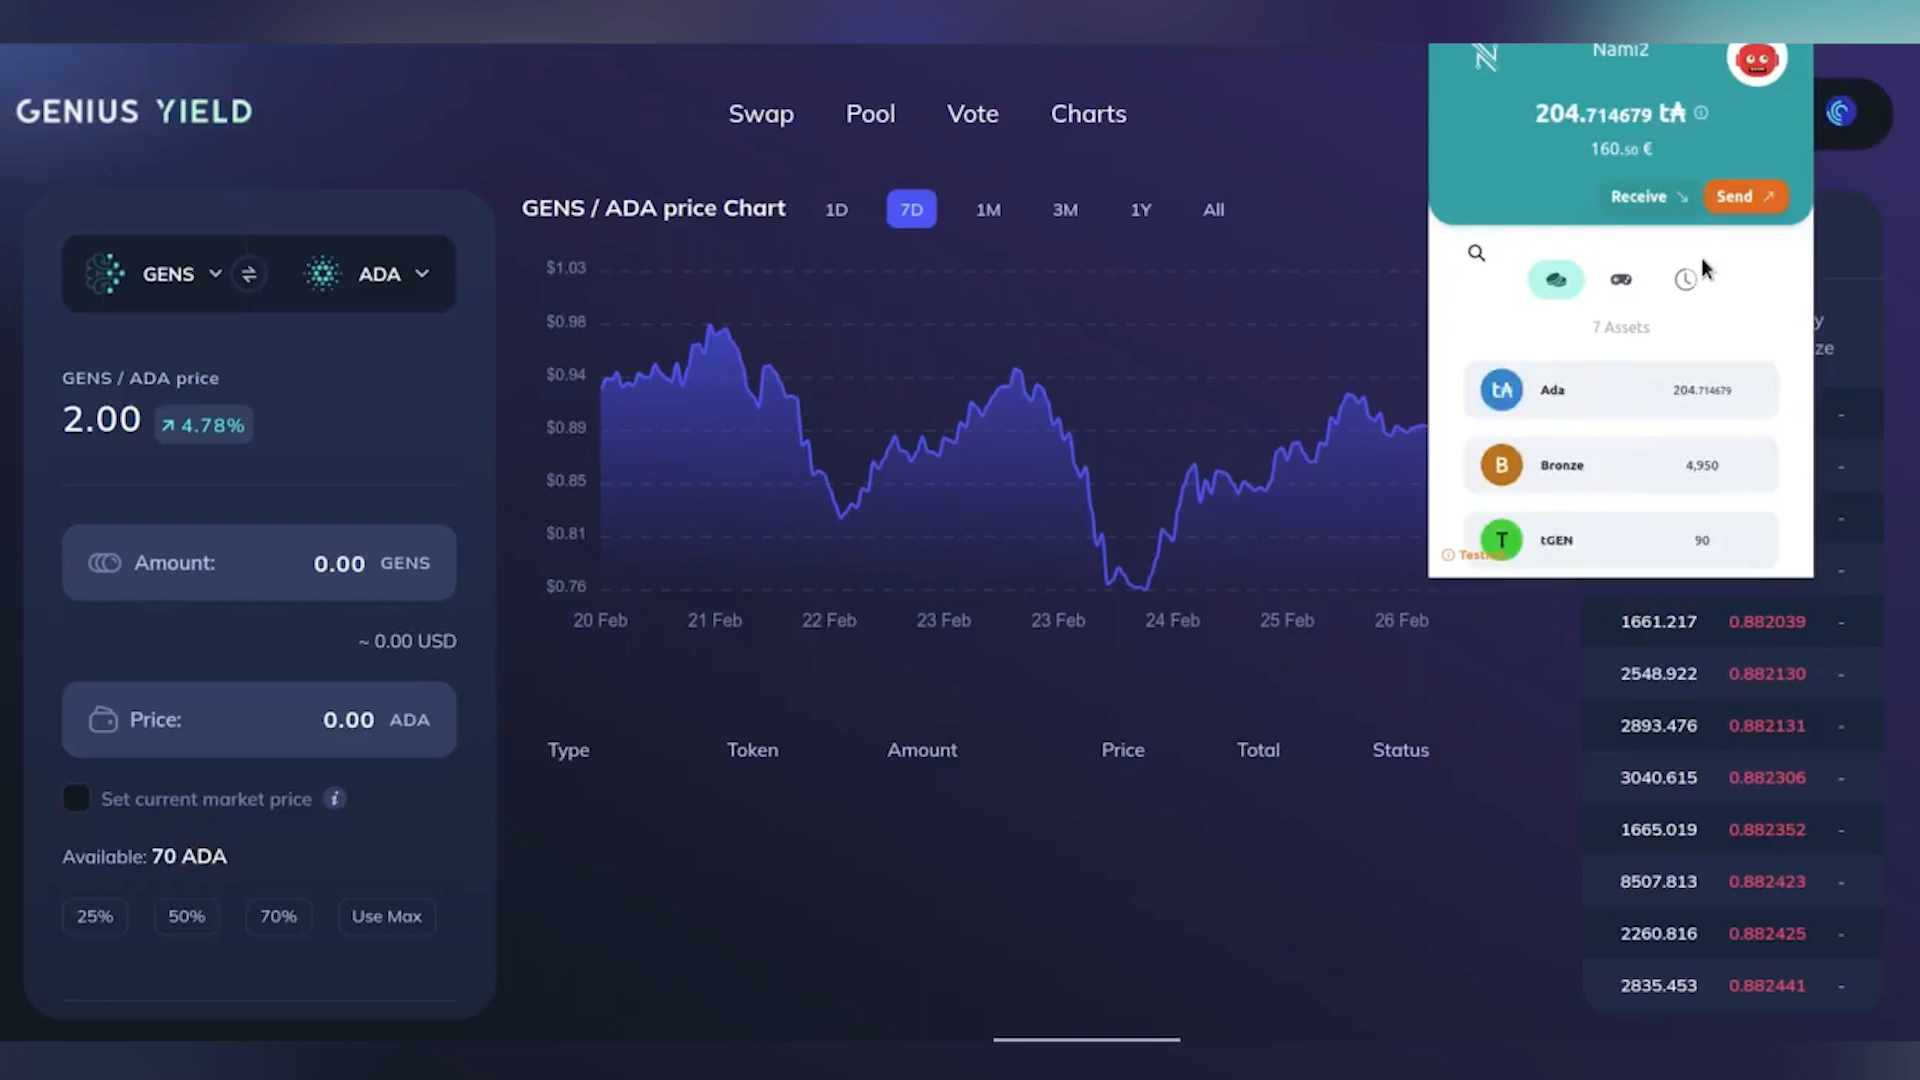 GENIUS YIELD
Swap
Pool
Vote
Charts
GENS
ADA
GENS / ADA price
2.00
4.78%
Amount:
0.00 GENS
~ 0.00 USD
Price:
0.00 ADA
Set current market price
Available: 70 ADA
25%
50%
70%
Use Max
GENS / ADA price Chart
1D
7D
1M
3M
1Y
All
$1.03
$0.98
$0.94
$0.89
$0.85
$0.81
$0.76
20 Feb
21 Feb
22 Feb
23 Feb
23 Feb
24 Feb
25 Feb
26 Feb
Type
Token
Amount
Price
Total
Status
Nami2
204.714679 t₳
160.50 €
Receive
Send
7 Assets
t₳
Ada
204.714679
B
Bronze
4,950
T
tGEN
90
y
ze
-
-
-
-
1661.217 0.882039 -
2548.922 0.882130 -
2893.476 0.882131 -
3040.615 0.882306 -
1665.019 0.882352 -
8507.813 0.882423 -
2260.816 0.882425 -
2835.453 0.882441 -